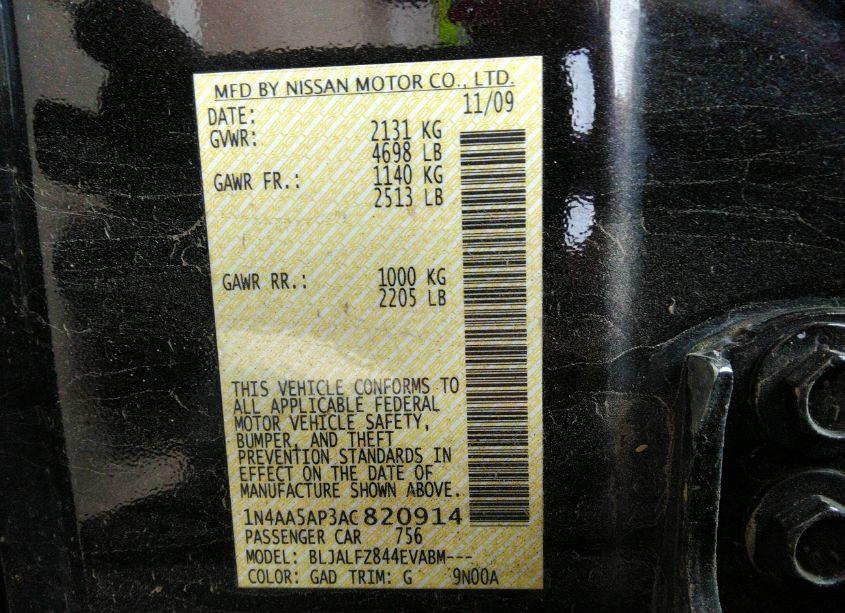 MFD BY NISSAN MOTOR CO., LTD.
DATE: 11/09
GVWR: 2131 KG
4698 LB
GAWR FR.: 1140 KG
2513 LB
GAWR RR.: 1000 KG
2205 LB
THIS VEHICLE CONFORMS TO
ALL APPLICABLE FEDERAL
MOTOR VEHICLE SAFETY,
BUMPER, AND THEFT
PREVENTION STANDARDS IN
EFFECT ON THE DATE OF
MANUFACTURE SHOWN ABOVE.
1N4AA5AP3AC820914
PASSENGER CAR 756
MODEL: BLJALFZ844EVABM---
COLOR: GAD TRIM: G 9N00A